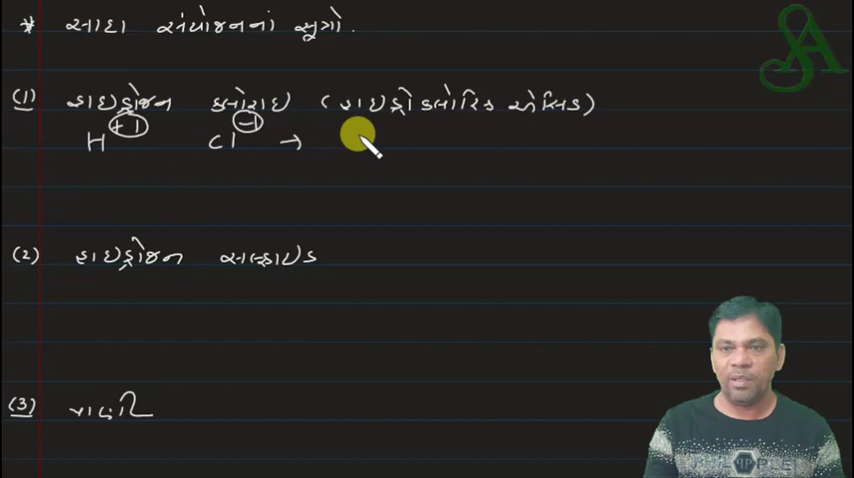 * સાદા સંયોજનનાં સુત્રો.
(1) હાઇડ્રોજન ક્લોરાઇડ (હાઇડ્રોક્લોરિક એસિડ)
H +1 Cl -1 →
(2) હાઇડ્રોજન સલ્ફાઇડ
(3) પાણી